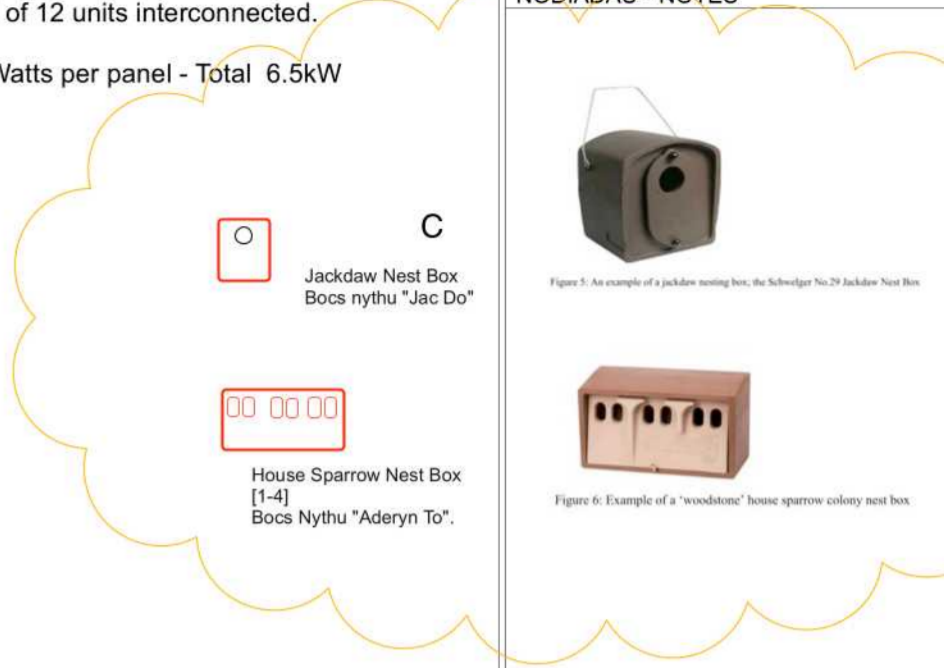 of 12 units interconnected.
Watts per panel - Total 6.5kW
C
Jackdaw Nest Box
Bocs nythu "Jac Do"
House Sparrow Nest Box
[1-4]
Bocs Nythu "Aderyn To".
NODIADAU - NOTES
Figure 5: An example of a jackdaw nesting box; the Schwelger No.29 Jackdaw Nest Box
Figure 6: Example of a 'woodstone' house sparrow colony nest box